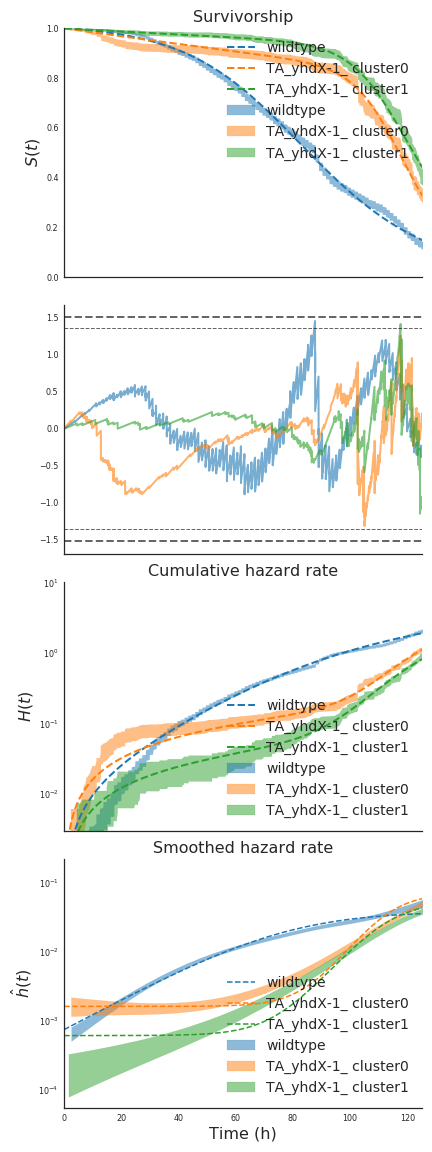 Survivorship
1.0
0.8
0.6
0.4
0.2
0.0
S(t)
wildtype
TA_yhdX-1_ cluster0
TA_yhdX-1_ cluster1
wildtype
TA_yhdX-1_ cluster0
TA_yhdX-1_ cluster1
1.5
1.0
0.5
0.0
−0.5
−1.0
−1.5
Cumulative hazard rate
10¹
10⁰
10⁻¹
10⁻²
H(t)
wildtype
TA_yhdX-1_ cluster0
TA_yhdX-1_ cluster1
wildtype
TA_yhdX-1_ cluster0
TA_yhdX-1_ cluster1
Smoothed hazard rate
10⁻¹
10⁻²
10⁻³
10⁻⁴
ĥ(t)
wildtype
TA_yhdX-1_ cluster0
TA_yhdX-1_ cluster1
wildtype
TA_yhdX-1_ cluster0
TA_yhdX-1_ cluster1
0 20 40 60 80 100 120
Time (h)